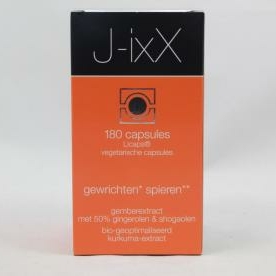 J-ixX
180 capsules
Licaps®
vegetarische capsules
gewrichten* spieren**
gemberextract
met 50% gingerolen & shogaolen
bio-geoptimaliseerd
kurkuma-extract